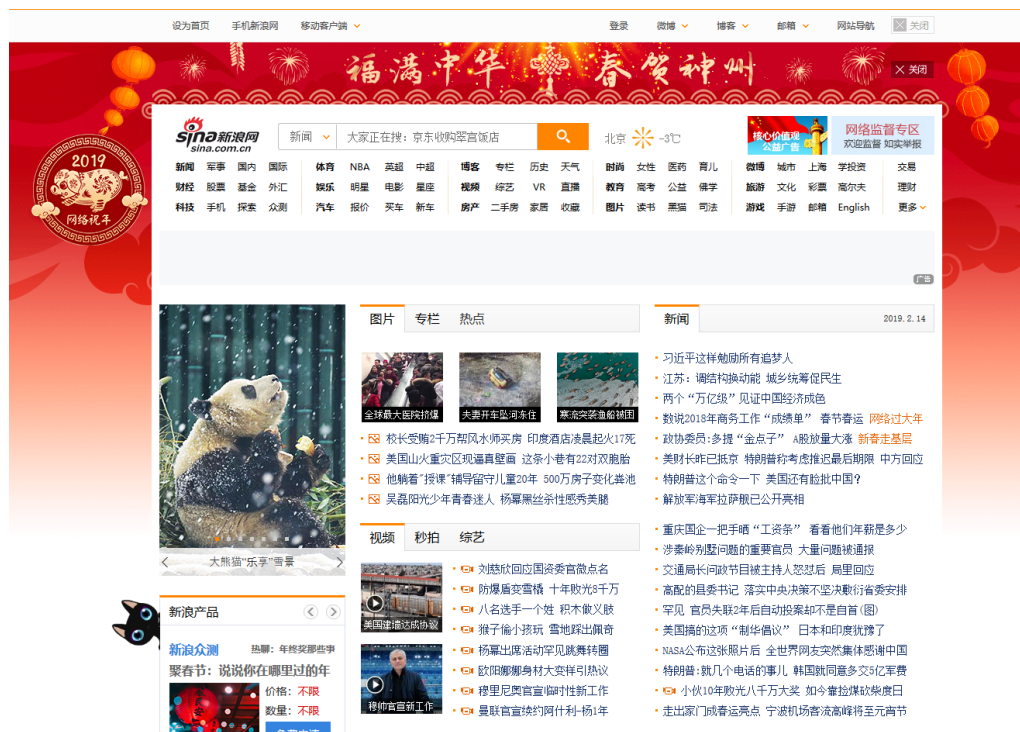 设为首页 手机新浪网 移动客户端 登录 微博 博客 邮箱 网站导航 关闭
福满中华 春贺神州
关闭
2019
网络祝年
sina新浪网
sina.com.cn
新闻 大家正在搜：京东收购翠宫饭店
北京 -3℃
核心价值观
公益广告
网络监督专区
欢迎监督 如实举报
新闻 军事 国内 国际 体育 NBA 英超 中超 博客 专栏 历史 天气 时尚 女性 医药 育儿 微博 城市 上海 学投资 交易
财经 股票 基金 外汇 娱乐 明星 电影 星座 视频 综艺 VR 直播 教育 高考 公益 佛学 旅游 文化 彩票 高尔夫 理财
科技 手机 探索 众测 汽车 报价 买车 新车 房产 二手房 家居 收藏 图片 读书 黑猫 司法 游戏 手游 邮箱 English 更多
广告
大熊猫“乐享”雪景
新浪产品
新浪众测 热聊：年终奖那些事
聚春节：说说你在哪里过的年
价格：不限
数量：不限
图片 专栏 热点
全球最大医院挤爆
夫妻开车坠河冻住
寒流突袭渔船被困
校长受贿2千万帮风水师买房 印度酒店凌晨起火17死
美国山火重灾区现逼真壁画 这条小巷有22对双胞胎
他躺着"授课"辅导留守儿童20年 500万房子变化粪池
吴磊阳光少年青春迷人 杨幂黑丝杀性感秀美腿
视频 秒拍 综艺
美国建墙达成协议
穆帅官宣新工作
刘慈欣回应国资委官微点名
防爆盾变雪橇 十年败光8千万
八名选手一个姓 积木做义肢
猴子偷小孩玩 雪地踩出佩奇
杨幂出席活动罕见跳舞转圈
欧阳娜娜身材大变样引热议
穆里尼奥官宣临时性新工作
曼联官宣续约阿什利-杨1年
新闻 2019.2.14
习近平这样勉励所有追梦人
江苏：调结构换动能 城乡统筹促民生
两个“万亿级”见证中国经济成色
数说2018年商务工作“成绩单” 春节春运 网络过大年
政协委员:多提“金点子” A股放量大涨 新春走基层
美财长昨已抵京 特朗普称考虑推迟最后期限 中方回应
特朗普这个命令一下 美国还有脸批中国?
解放军海军拉萨舰已公开亮相
重庆国企一把手晒“工资条” 看看他们年薪是多少
涉秦岭别墅问题的重要官员 大量问题被通报
交通局长问政节目被主持人怒怼后 局里回应
高配的县委书记 落实中央决策不坚决敷衍省委安排
罕见 官员失联2年后自动投案却不是自首(图)
美国搞的这项“制华倡议” 日本和印度犹豫了
NASA公布这张照片后 全世界网友突然集体感谢中国
特朗普:就几个电话的事儿 韩国就同意多交5亿军费
小伙10年败光八千万大奖 如今靠捡煤砍柴度日
走出家门成春运亮点 宁波机场客流高峰将至元宵节